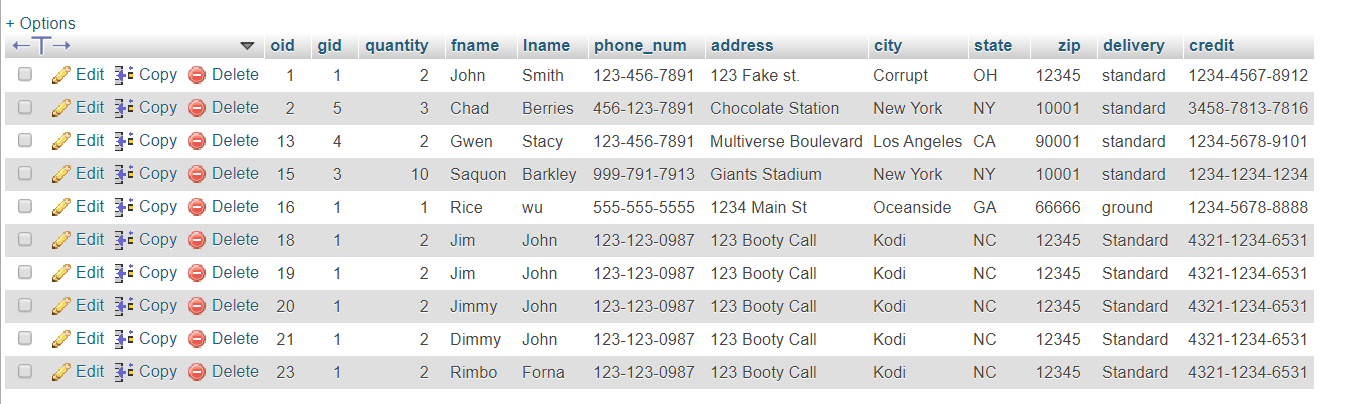 + Options
oid gid quantity fname lname phone_num address city state zip delivery credit
Edit Copy Delete 1 1 2 John Smith 123-456-7891 123 Fake st. Corrupt OH 12345 standard 1234-4567-8912
Edit Copy Delete 2 5 3 Chad Berries 456-123-7891 Chocolate Station New York NY 10001 standard 3458-7813-7816
Edit Copy Delete 13 4 2 Gwen Stacy 123-456-7891 Multiverse Boulevard Los Angeles CA 90001 standard 1234-5678-9101
Edit Copy Delete 15 3 10 Saquon Barkley 999-791-7913 Giants Stadium New York NY 10001 standard 1234-1234-1234
Edit Copy Delete 16 1 1 Rice wu 555-555-5555 1234 Main St Oceanside GA 66666 ground 1234-5678-8888
Edit Copy Delete 18 1 2 Jim John 123-123-0987 123 Booty Call Kodi NC 12345 Standard 4321-1234-6531
Edit Copy Delete 19 1 2 Jim John 123-123-0987 123 Booty Call Kodi NC 12345 Standard 4321-1234-6531
Edit Copy Delete 20 1 2 Jimmy John 123-123-0987 123 Booty Call Kodi NC 12345 Standard 4321-1234-6531
Edit Copy Delete 21 1 2 Dimmy John 123-123-0987 123 Booty Call Kodi NC 12345 Standard 4321-1234-6531
Edit Copy Delete 23 1 2 Rimbo Forna 123-123-0987 123 Booty Call Kodi NC 12345 Standard 4321-1234-6531